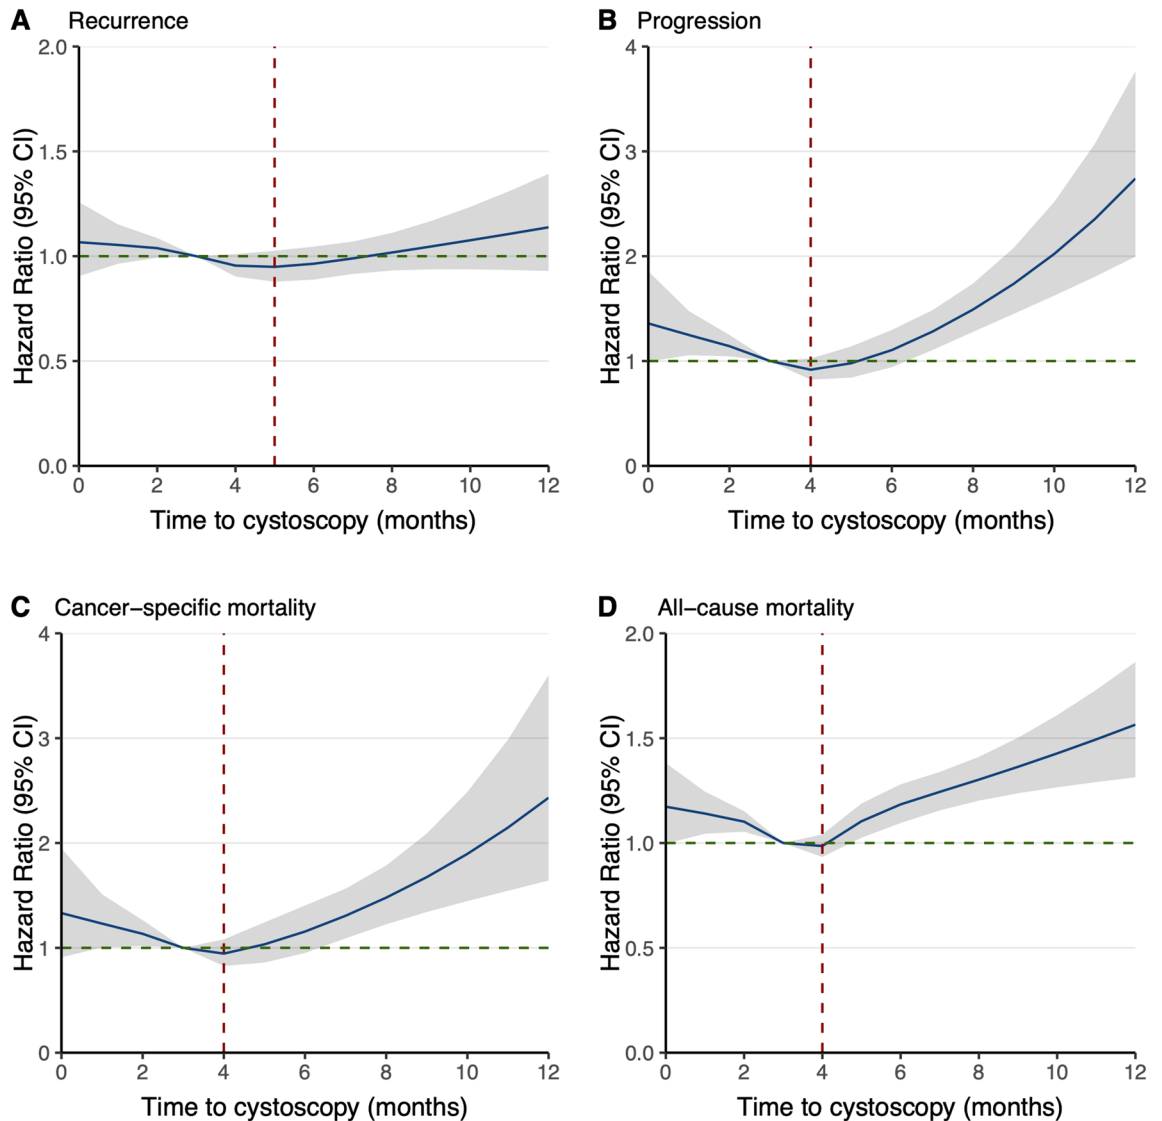 A Recurrence
2.0
1.5
1.0
0.5
0.0
Hazard Ratio (95% CI)
0 2 4 6 8 10 12
Time to cystoscopy (months)
B Progression
4
3
2
1
0
Hazard Ratio (95% CI)
0 2 4 6 8 10 12
Time to cystoscopy (months)
C Cancer−specific mortality
4
3
2
1
0
Hazard Ratio (95% CI)
0 2 4 6 8 10 12
Time to cystoscopy (months)
D All−cause mortality
2.0
1.5
1.0
0.5
0.0
Hazard Ratio (95% CI)
0 2 4 6 8 10 12
Time to cystoscopy (months)